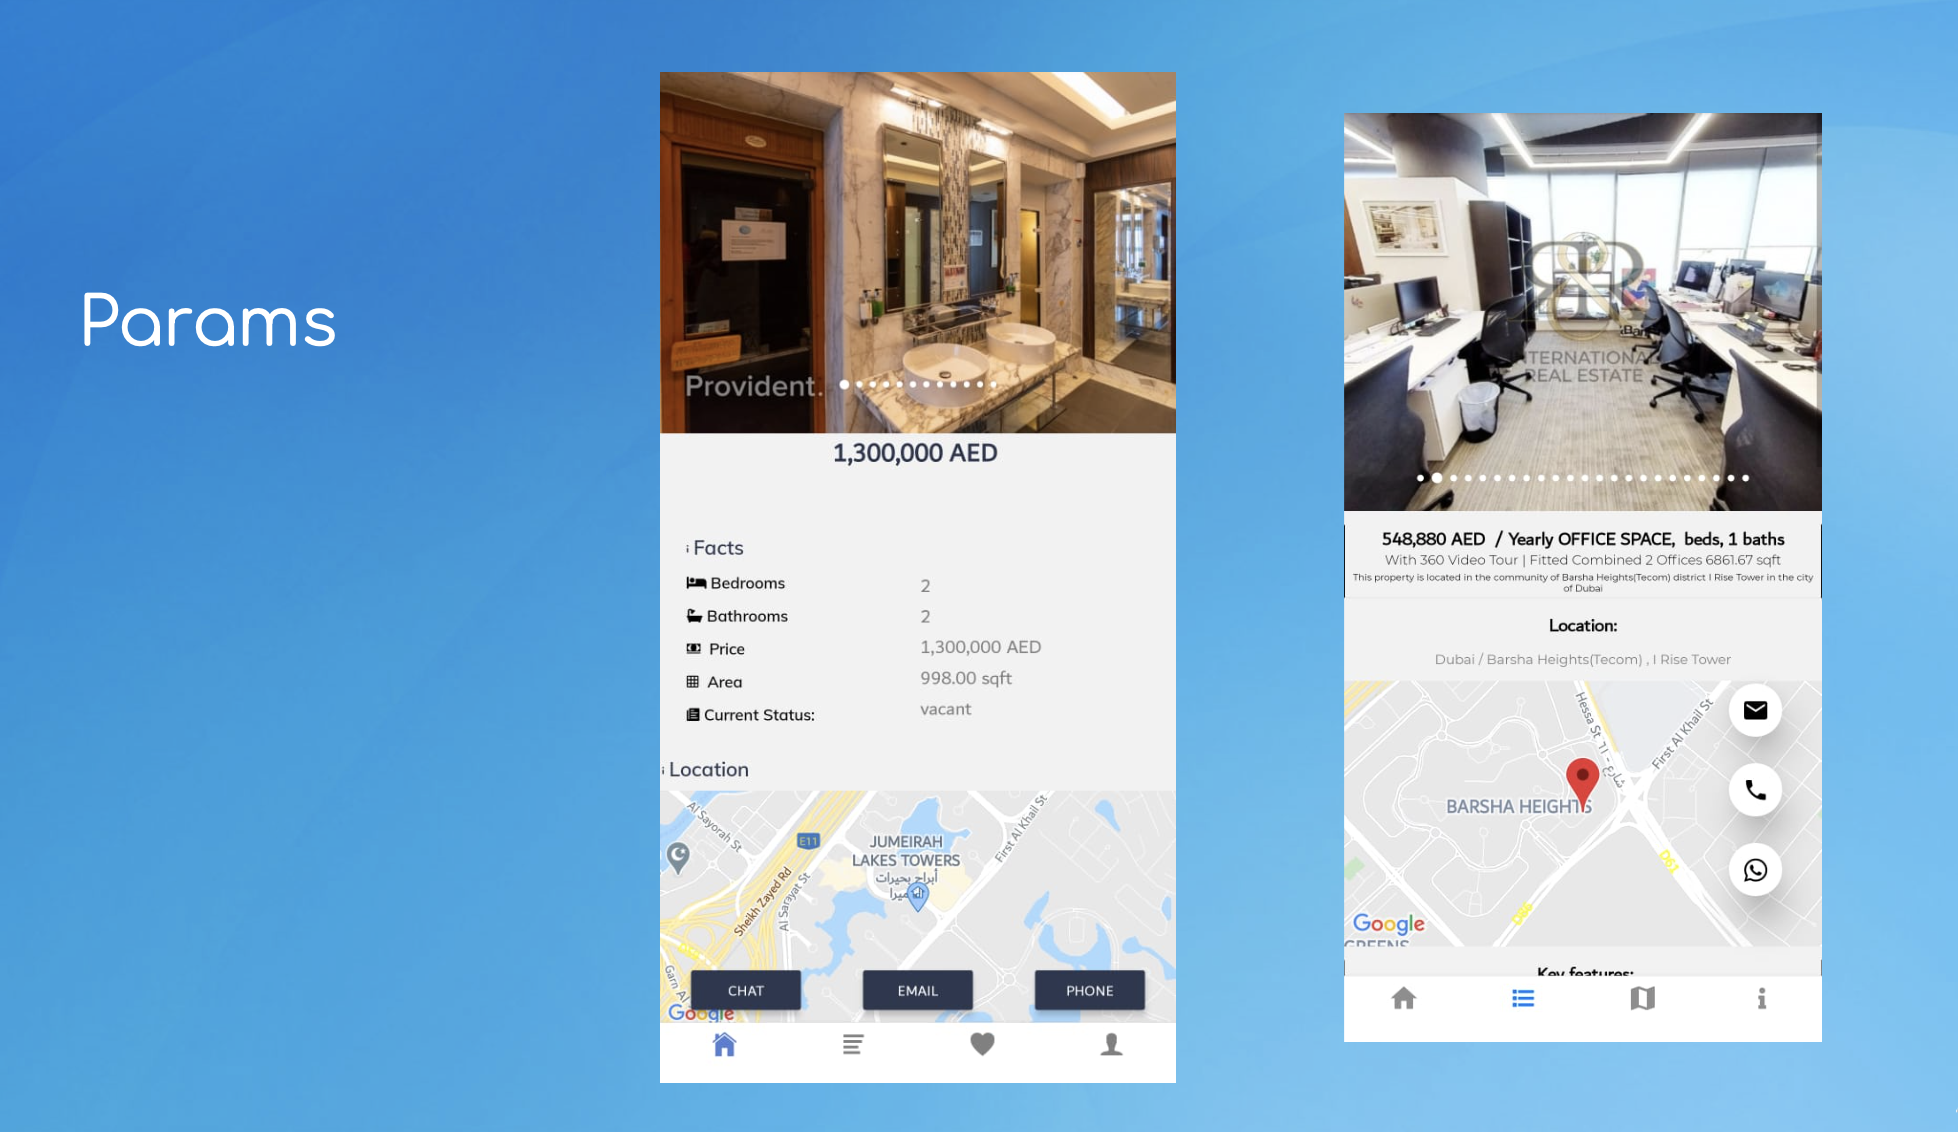 Params
Provident.
1,300,000 AED
Facts
Bedrooms 2
Bathrooms 2
Price 1,300,000 AED
Area 998.00 sqft
Current Status: vacant
Location
Al Sayorah St
E11
JUMEIRAH
LAKES TOWERS
أبراج بحيرات
First Al Khail St
Sheikh Zayed Rd
Al Sarayat St
Garn Al
Google
CHAT EMAIL PHONE
INTERNATIONAL
REAL ESTATE
548,880 AED / Yearly OFFICE SPACE, beds, 1 baths
With 360 Video Tour | Fitted Combined 2 Offices 6861.67 sqft
This property is located in the community of Barsha Heights(Tecom) district I Rise Tower in the city
of Dubai
Location:
Dubai / Barsha Heights(Tecom) , I Rise Tower
Hessa St
شارع
First Al Khail St
BARSHA HEIGHTS
D61
D86
Google
GREENS
Key features: